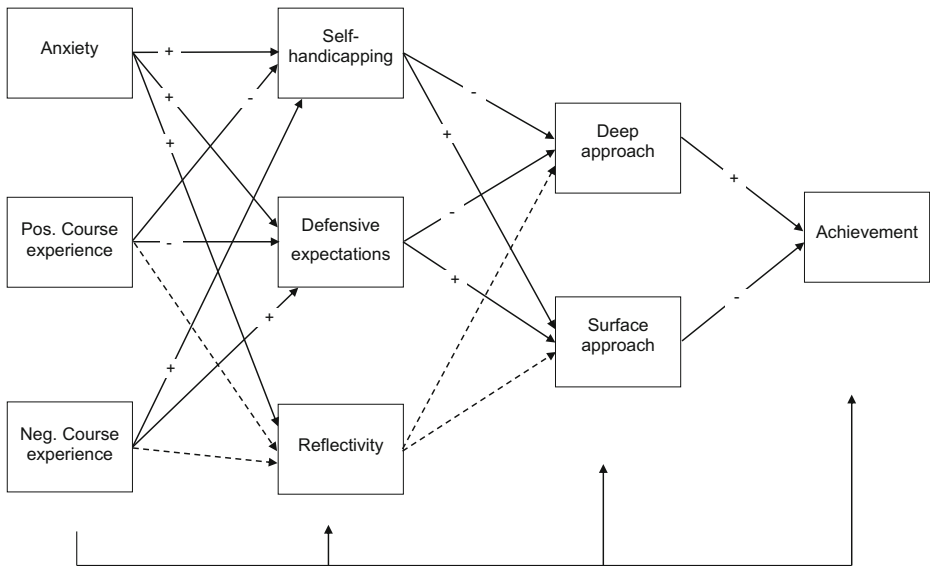 Anxiety
Self-
handicapping
Deep
approach
Pos. Course
experience
Defensive
expectations
Achievement
Surface
approach
Neg. Course
experience
Reflectivity
+
+
+
-
-
+
+
-
+
-
+
+
-